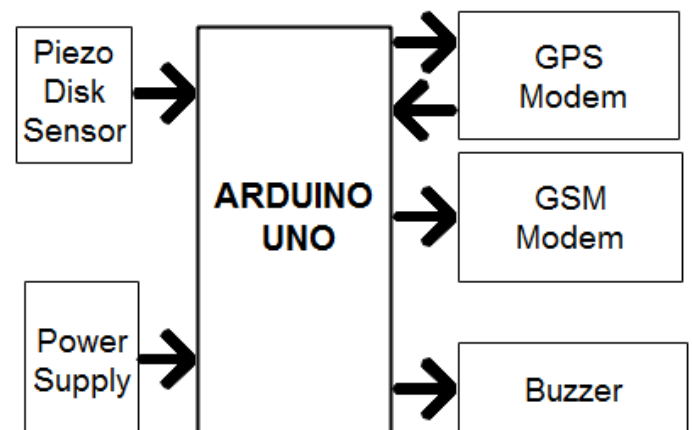 Piezo
Disk
Sensor
GPS
Modem
ARDUINO
UNO
GSM
Modem
Power
Supply
Buzzer